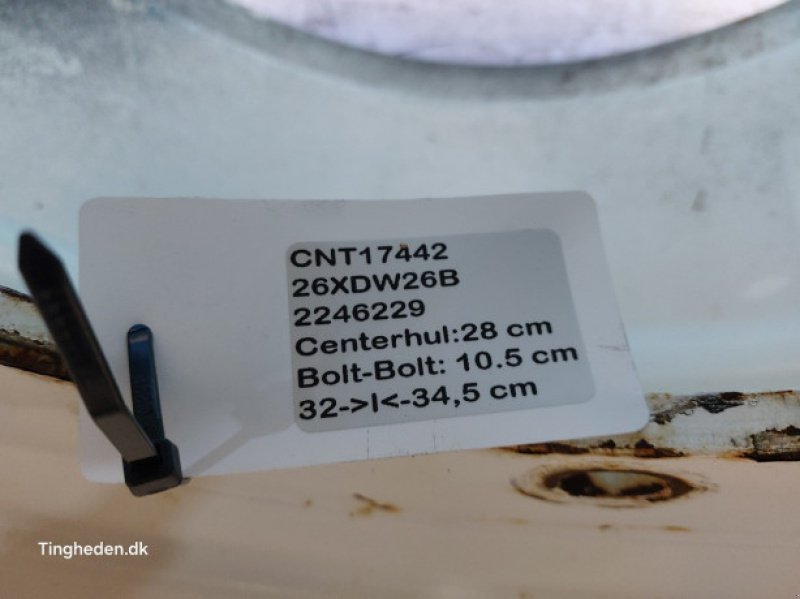 CNT17442
26XDW26B
2246229
Centerhul:28 cm
Bolt-Bolt: 10.5 cm
32->I<-34,5 cm
Tingheden.dk